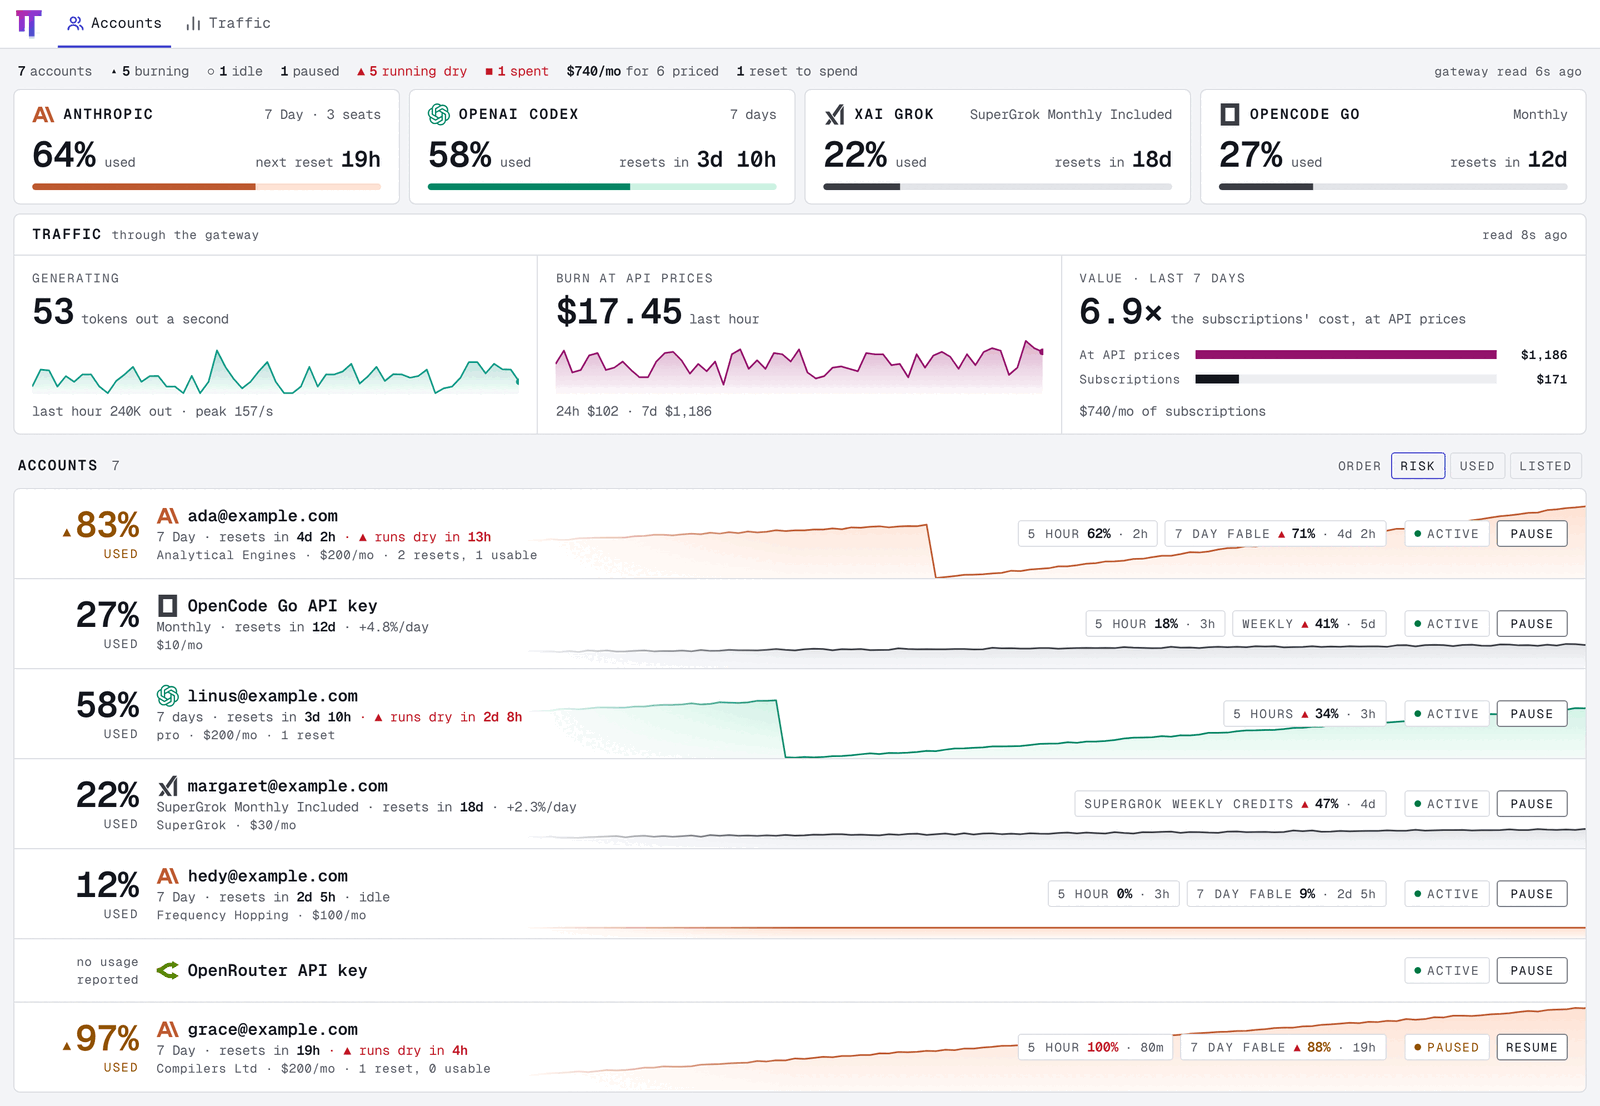 Accounts Traffic
7 accounts ▲ 5 burning ○ 1 idle 1 paused ▲ 5 running dry ■ 1 spent $740/mo for 6 priced 1 reset to spend gateway read 6s ago
ANTHROPIC 7 Day · 3 seats
64% used next reset 19h
OPENAI CODEX 7 days
58% used resets in 3d 10h
XAI GROK SuperGrok Monthly Included
22% used resets in 18d
OPENCODE GO Monthly
27% used resets in 12d
TRAFFIC through the gateway read 8s ago
GENERATING
53 tokens out a second
last hour 240K out · peak 157/s
BURN AT API PRICES
$17.45 last hour
24h $102 · 7d $1,186
VALUE · LAST 7 DAYS
6.9× the subscriptions' cost, at API prices
At API prices $1,186
Subscriptions $171
$740/mo of subscriptions
ACCOUNTS 7 ORDER RISK USED LISTED
▲83% USED
ada@example.com
7 Day · resets in 4d 2h · ▲ runs dry in 13h
Analytical Engines · $200/mo · 2 resets, 1 usable
5 HOUR 62% · 2h 7 DAY FABLE ▲ 71% · 4d 2h ● ACTIVE PAUSE
27% USED
OpenCode Go API key
Monthly · resets in 12d · +4.8%/day
$10/mo
5 HOUR 18% · 3h WEEKLY ▲ 41% · 5d ● ACTIVE PAUSE
58% USED
linus@example.com
7 days · resets in 3d 10h · ▲ runs dry in 2d 8h
pro · $200/mo · 1 reset
5 HOURS ▲ 34% · 3h ● ACTIVE PAUSE
22% USED
margaret@example.com
SuperGrok Monthly Included · resets in 18d · +2.3%/day
SuperGrok · $30/mo
SUPERGROK WEEKLY CREDITS ▲ 47% · 4d ● ACTIVE PAUSE
12% USED
hedy@example.com
7 Day · resets in 2d 5h · idle
Frequency Hopping · $100/mo
5 HOUR 0% · 3h 7 DAY FABLE 9% · 2d 5h ● ACTIVE PAUSE
no usage
reported
OpenRouter API key
● ACTIVE PAUSE
▲97% USED
grace@example.com
7 Day · resets in 19h · ▲ runs dry in 4h
Compilers Ltd · $200/mo · 1 reset, 0 usable
5 HOUR 100% · 80m 7 DAY FABLE ▲ 88% · 19h ● PAUSED RESUME